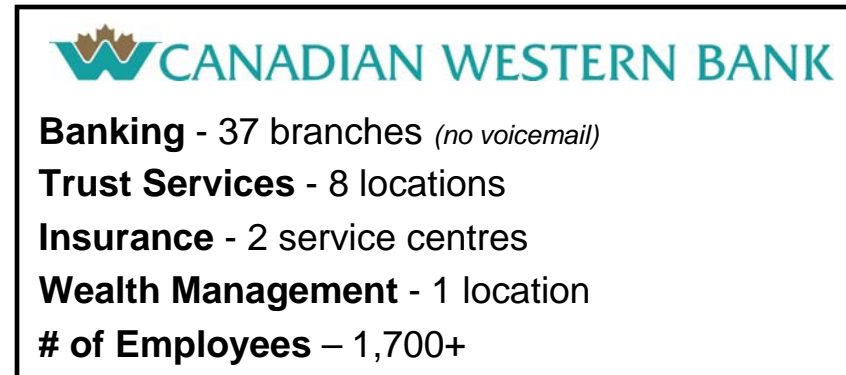 CANADIAN WESTERN BANK
Banking - 37 branches (no voicemail)
Trust Services - 8 locations
Insurance - 2 service centres
Wealth Management - 1 location
# of Employees – 1,700+